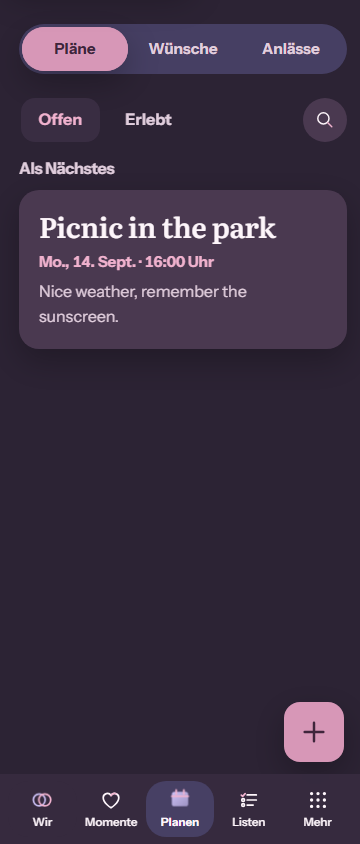 Pläne Wünsche Anlässe
Offen Erlebt
Als Nächstes
Picnic in the park
Mo., 14. Sept. · 16:00 Uhr
Nice weather, remember the
sunscreen.
Wir Momente Planen Listen Mehr